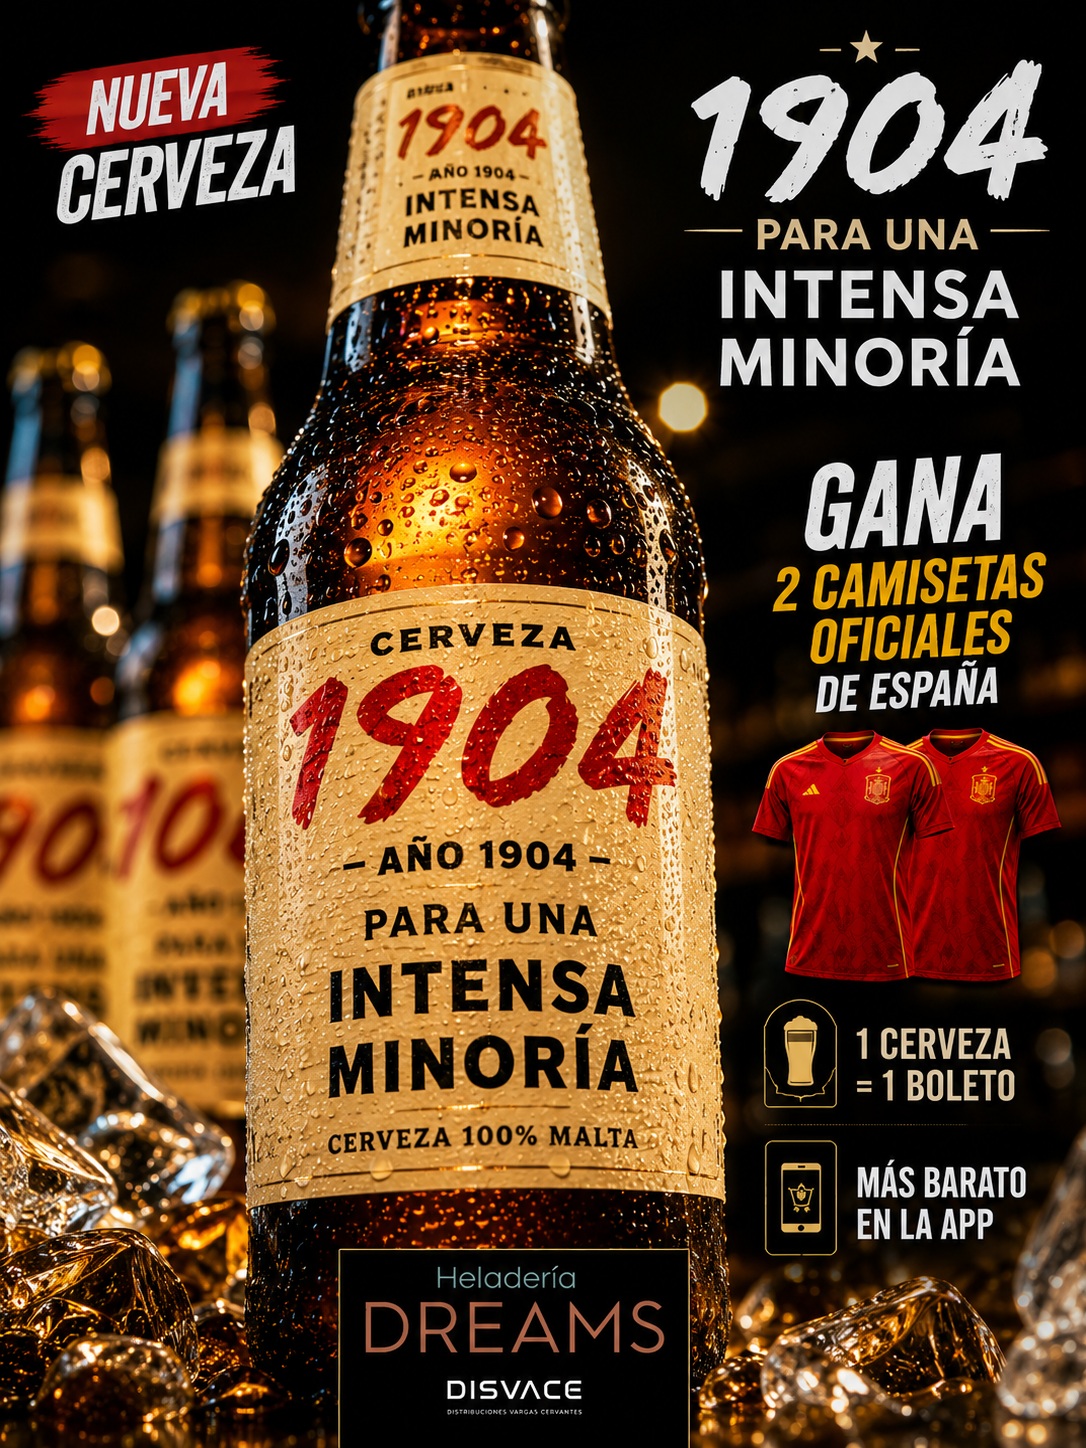 NUEVA
CERVEZA
1904
PARA UNA
INTENSA
MINORÍA
1904
– AÑO 1904 –
INTENSA
MINORÍA
GANA
2 CAMISETAS
OFICIALES
DE ESPAÑA
CERVEZA
1904
– AÑO 1904 –
PARA UNA
INTENSA
MINORÍA
CERVEZA 100% MALTA
1 CERVEZA
= 1 BOLETO
MÁS BARATO
EN LA APP
Heladería
DREAMS
DISVACE
DISTRIBUCIONES VARGAS CERVANTES